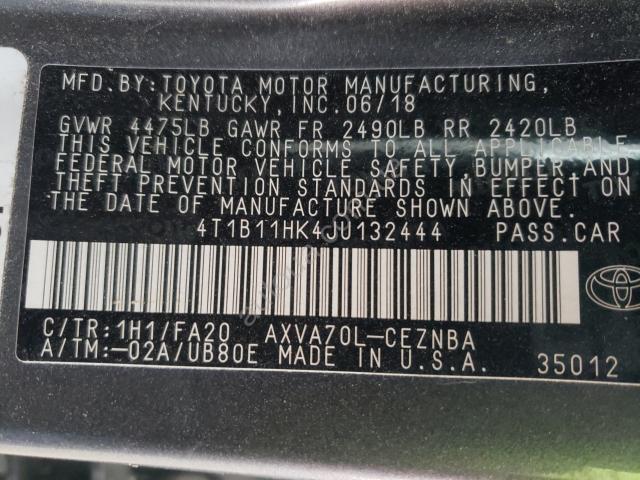 MFD.BY:TOYOTA MOTOR MANUFACTURING,
KENTUCKY, INC. 06/18
GVWR 4475LB GAWR FR 2490LB RR 2420LB
THIS VEHICLE CONFORMS TO ALL APPLICABLE
FEDERAL MOTOR VEHICLE SAFETY,BUMPER,AND
THEFT PREVENTION STANDARDS IN EFFECT ON
THE DATE OF MANUFACTURE SHOWN ABOVE.
4T1B11HK4JU132444 PASS.CAR
C/TR:1H1/FA20 AXVA70L-CEZNBA
A/TM:-02A/UB80E MADE IN U.S.A. 35012